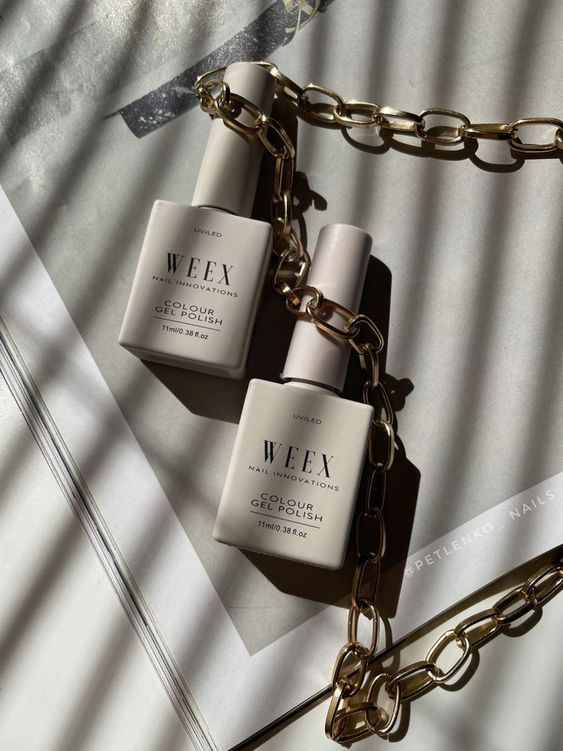 UV/LED
WEEX
NAIL INNOVATIONS
COLOUR
GEL POLISH
11ml/0.38 fl.oz
UV/LED
WEEX
NAIL INNOVATIONS
COLOUR
GEL POLISH
11ml/0.38 fl.oz
@PETLENKO_NAILS